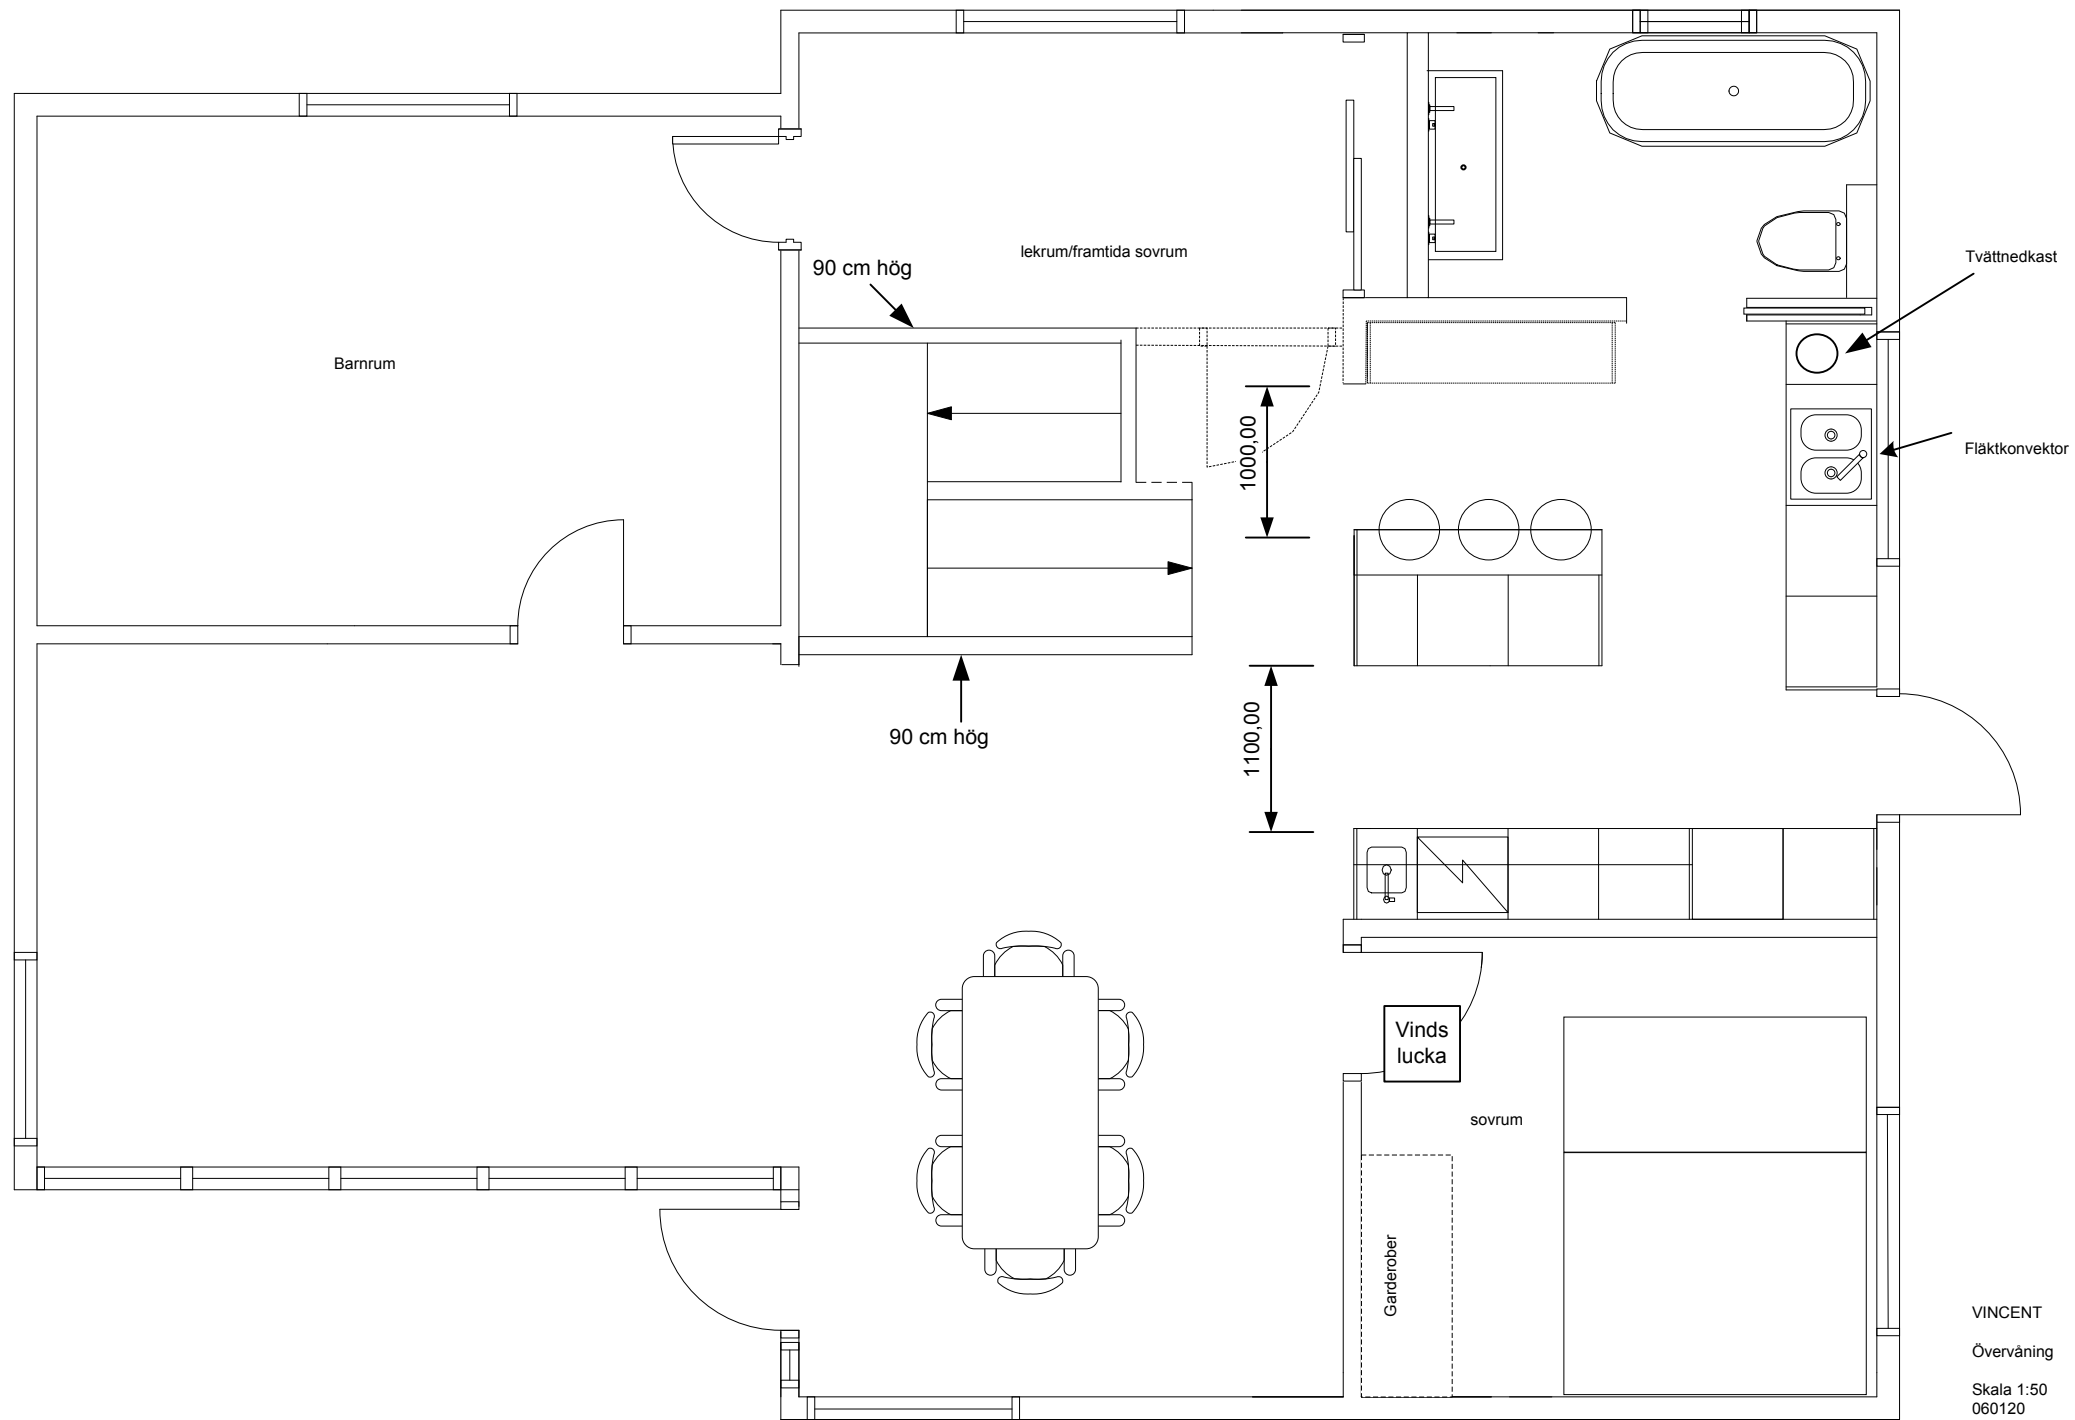 lekrum/framtida sovrum
90 cm hög
Tvättnedkast
Barnrum
1000,00
Fläktkonvektor
1100,00
90 cm hög
Vinds
lucka
sovrum
Garderober
VINCENT
Övervåning
Skala 1:50
060120